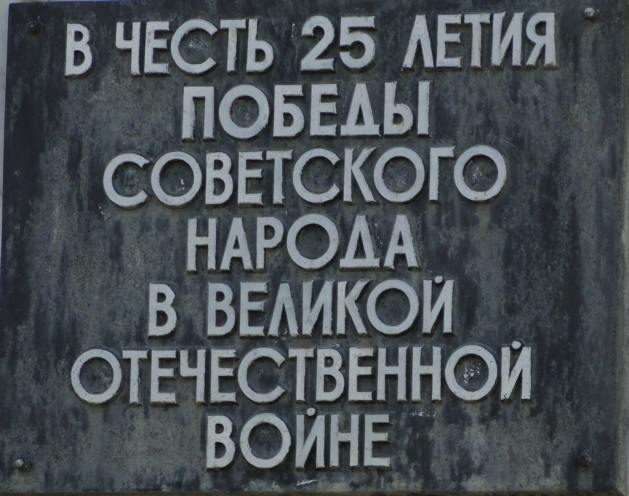 В ЧЕСТЬ 25 ЛЕТИЯ
ПОБЕДЫ
СОВЕТСКОГО
НАРОДА
В ВЕЛИКОЙ
ОТЕЧЕСТВЕННОЙ
ВОЙНЕ